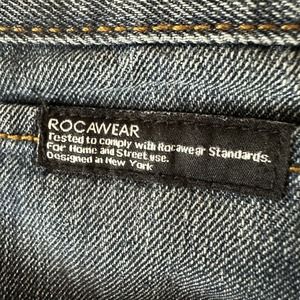 ROCAWEAR
Tested to comply with Rocawear Standards.
For Home and Street use.
Designed in New York